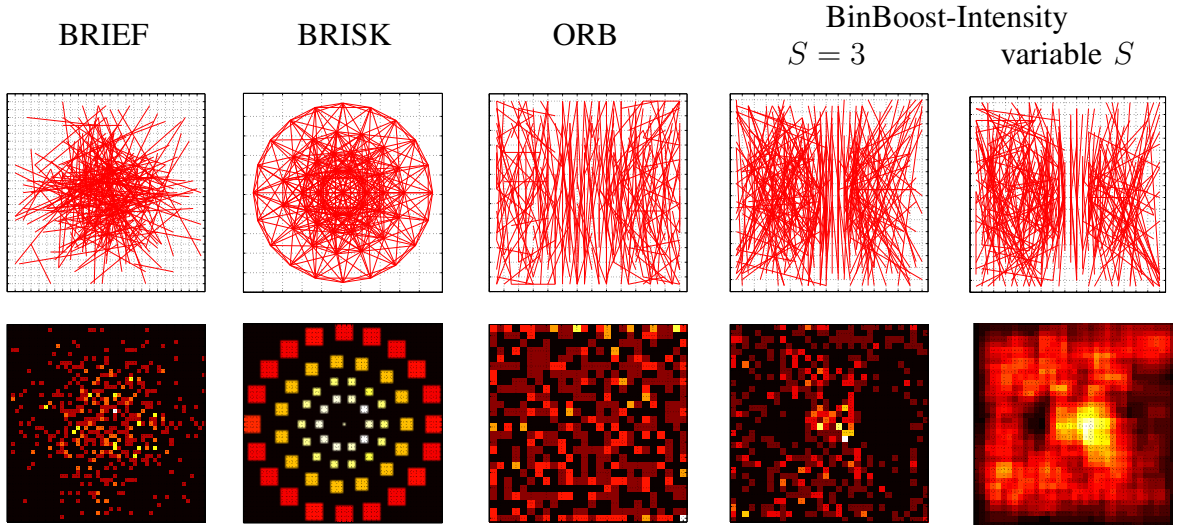 BinBoost-Intensity
BRIEF BRISK ORB
S = 3 variable S